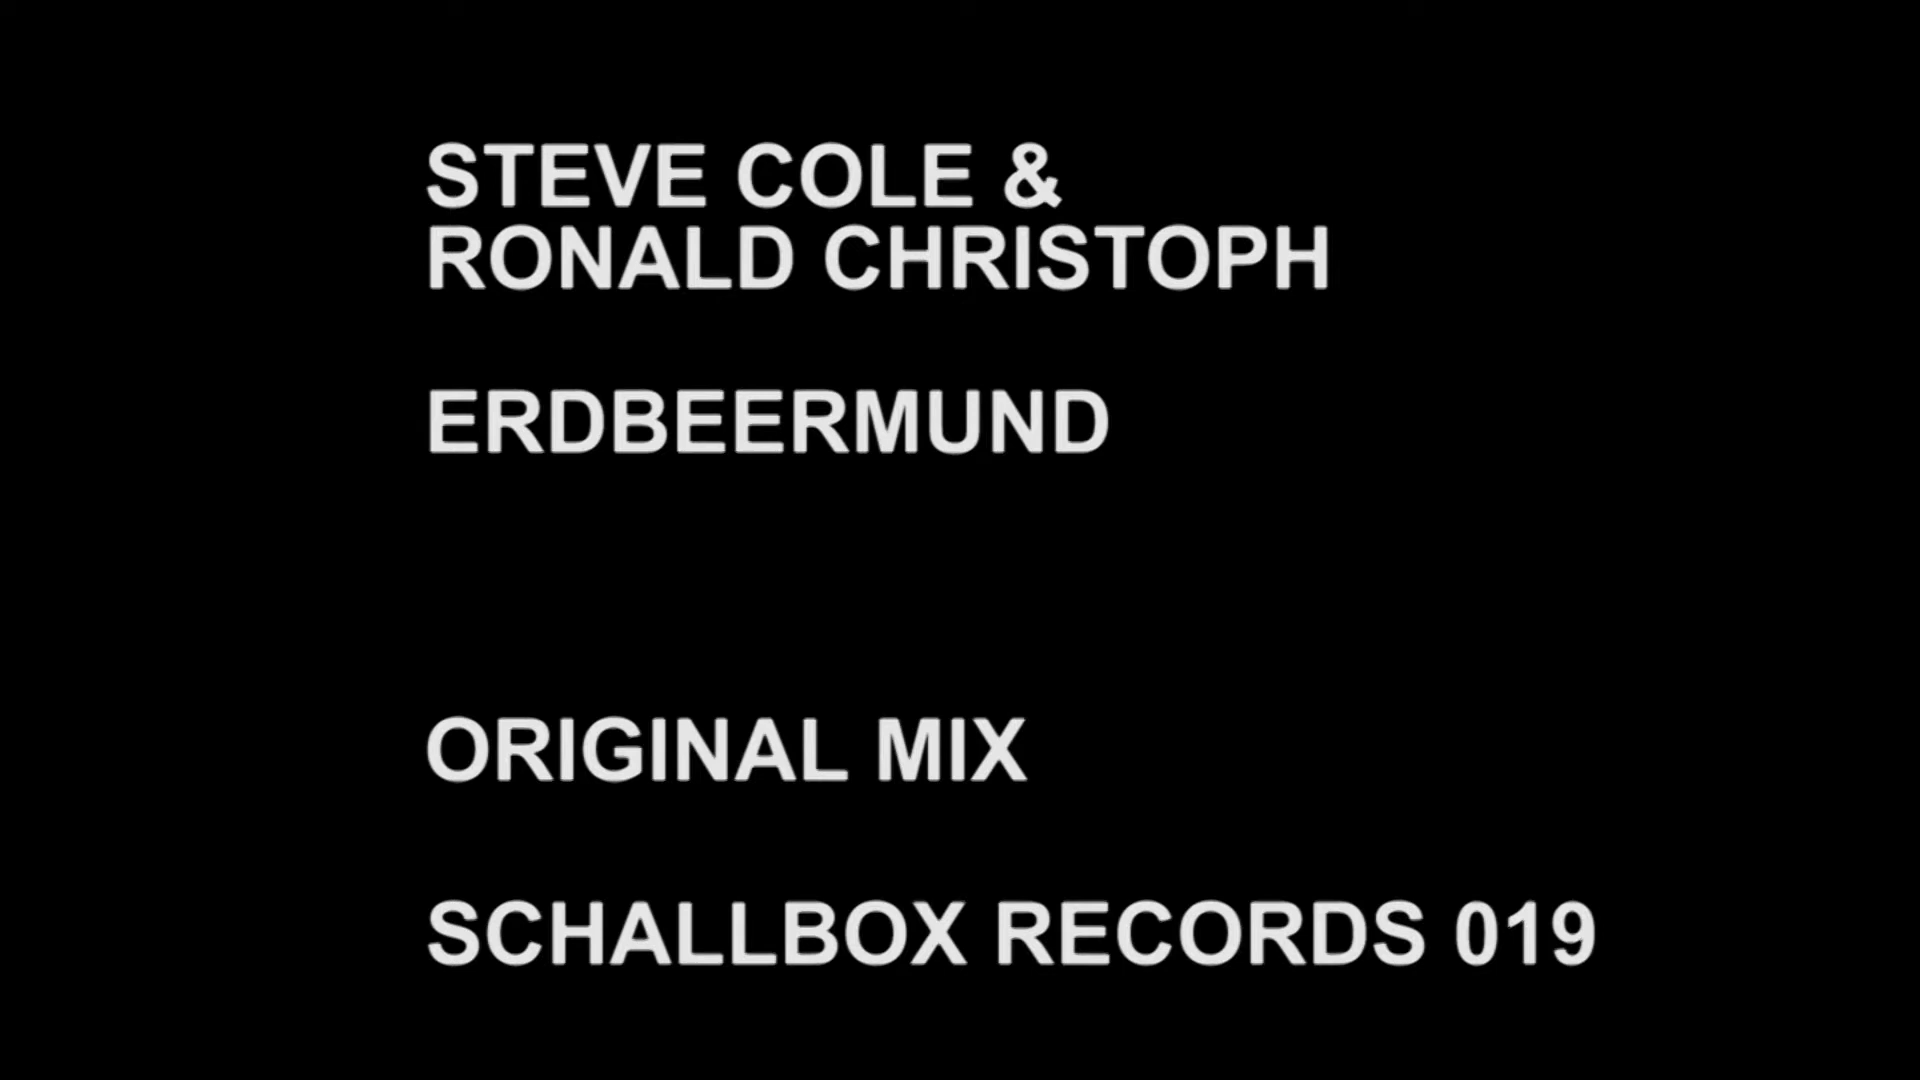 STEVE COLE &
RONALD CHRISTOPH
ERDBEERMUND
ORIGINAL MIX
SCHALLBOX RECORDS 019